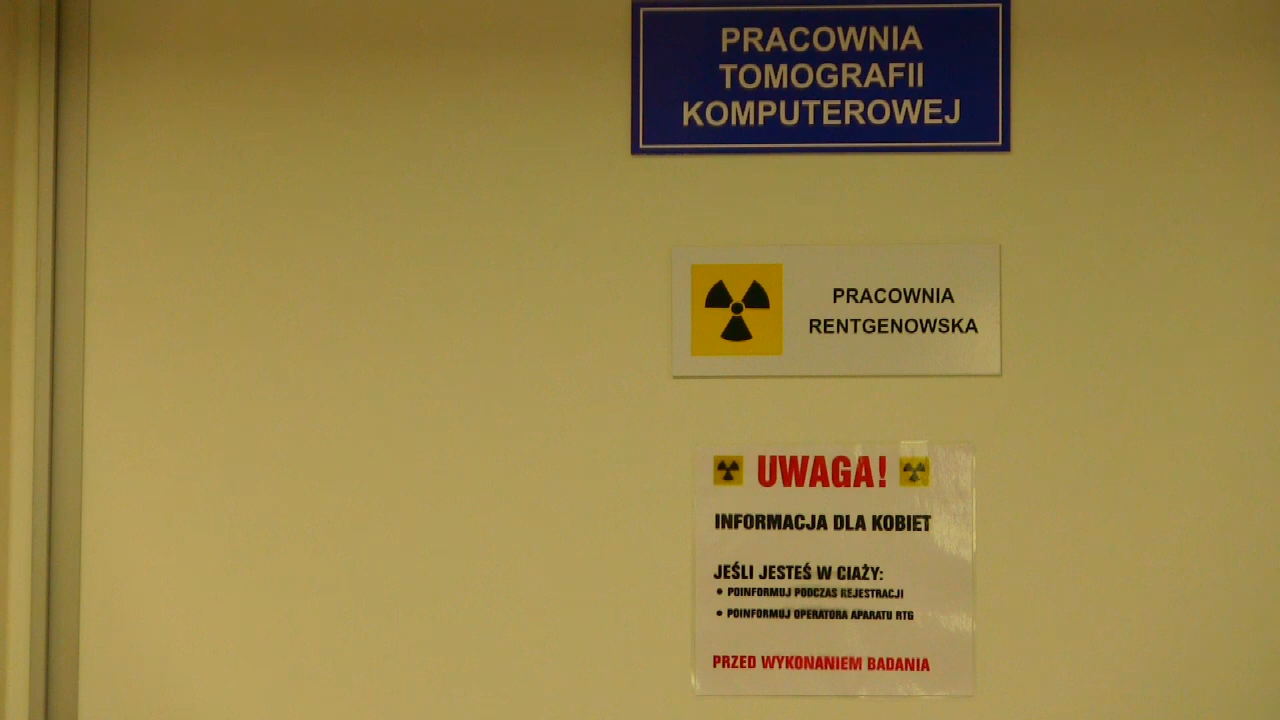 PRACOWNIA
TOMOGRAFII
KOMPUTEROWEJ
PRACOWNIA
RENTGENOWSKA
UWAGA!
INFORMACJA DLA KOBIET
JEŚLI JESTEŚ W CIAŻY:
• POINFORMUJ PODCZAS REJESTRACJI
• POINFORMUJ OPERATORA APARATU RTG
PRZED WYKONANIEM BADANIA